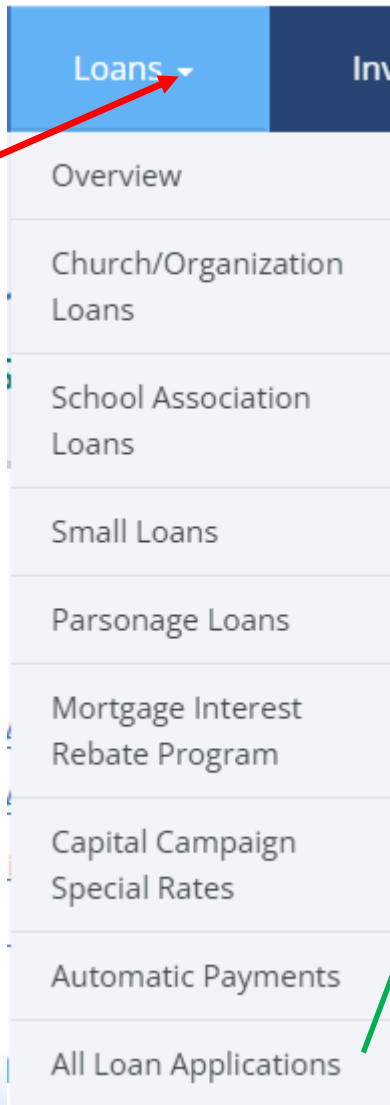 Loans
Inv
Overview
Church/Organization
Loans
School Association
Loans
Small Loans
Parsonage Loans
Mortgage Interest
Rebate Program
Capital Campaign
Special Rates
Automatic Payments
All Loan Applications